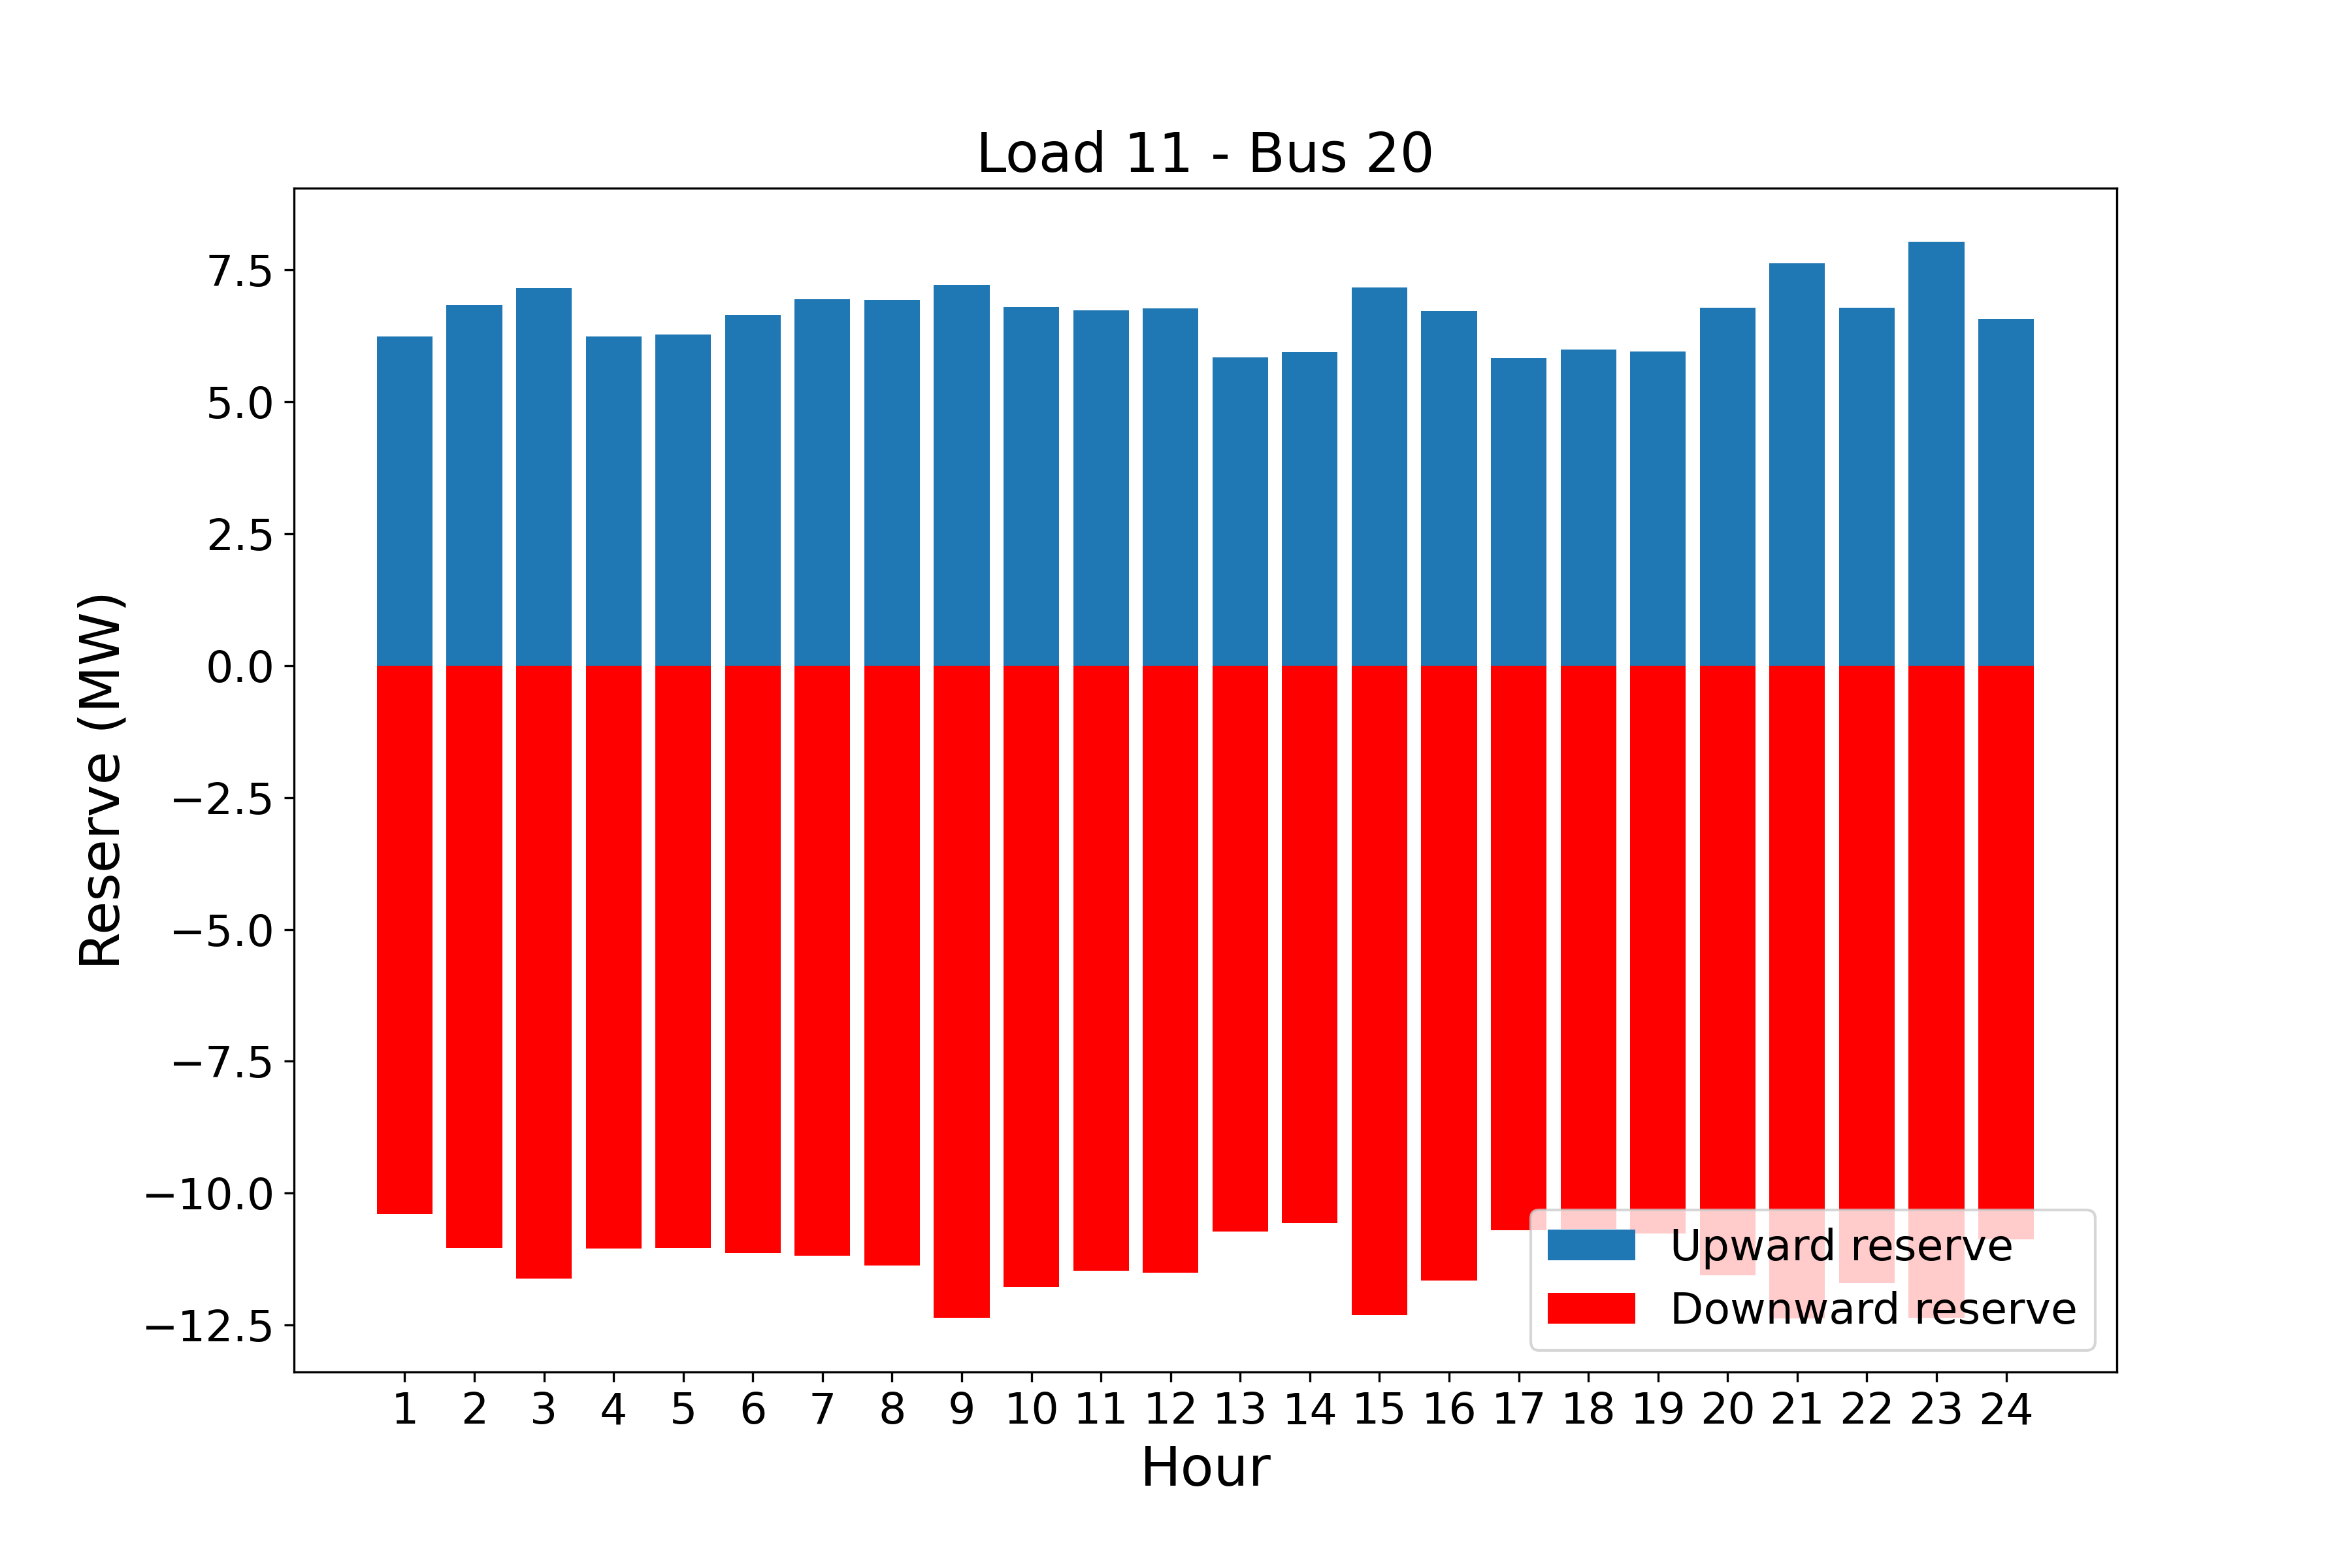 Load 11 - Bus 20
7.5
5.0
2.5
0.0
−2.5
−5.0
−7.5
−10.0
−12.5
Reserve (MW)
Upward reserve
Downward reserve
1 2 3 4 5 6 7 8 9 10 11 12 13 14 15 16 17 18 19 20 21 22 23 24
Hour